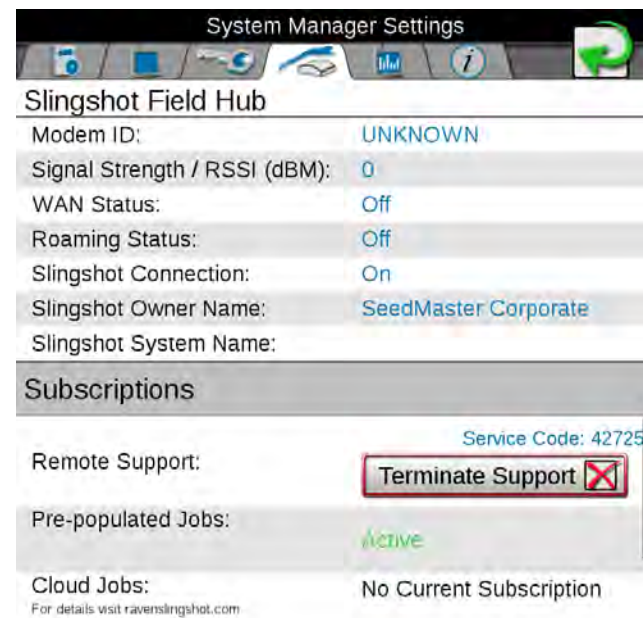 System Manager Settings
i
Slingshot Field Hub
Modem ID: UNKNOWN
Signal Strength / RSSI (dBM): 0
WAN Status: Off
Roaming Status: Off
Slingshot Connection: On
Slingshot Owner Name: SeedMaster Corporate
Slingshot System Name:
Subscriptions
Service Code: 42725
Remote Support: Terminate Support
Pre-populated Jobs: Active
Cloud Jobs: No Current Subscription
For details visit ravenslingshot.com